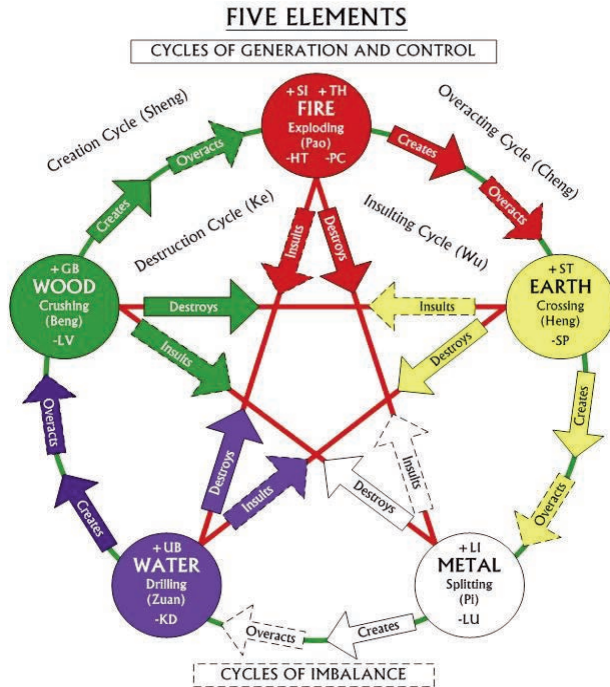 FIVE ELEMENTS
CYCLES OF GENERATION AND CONTROL
Creation Cycle (Sheng)
Overacting Cycle (Cheng)
Destruction Cycle (Ke)
Insulting Cycle (Wu)
+SI +TH
FIRE
Exploding
(Pao)
-HT -PC
Creates
Overacts
Insults
Destroys
+ST
EARTH
Crossing
(Heng)
-SP
Creates
Overacts
Insults
Destroys
+LI
METAL
Splitting
(Pi)
-LU
Creates
Overacts
Destroys
Insults
+UB
WATER
Drilling
(Zuan)
-KD
Creates
Overacts
Destroys
Insults
+GB
WOOD
Crushing
(Beng)
-LV
Creates
Overacts
Destroys
Insults
CYCLES OF IMBALANCE